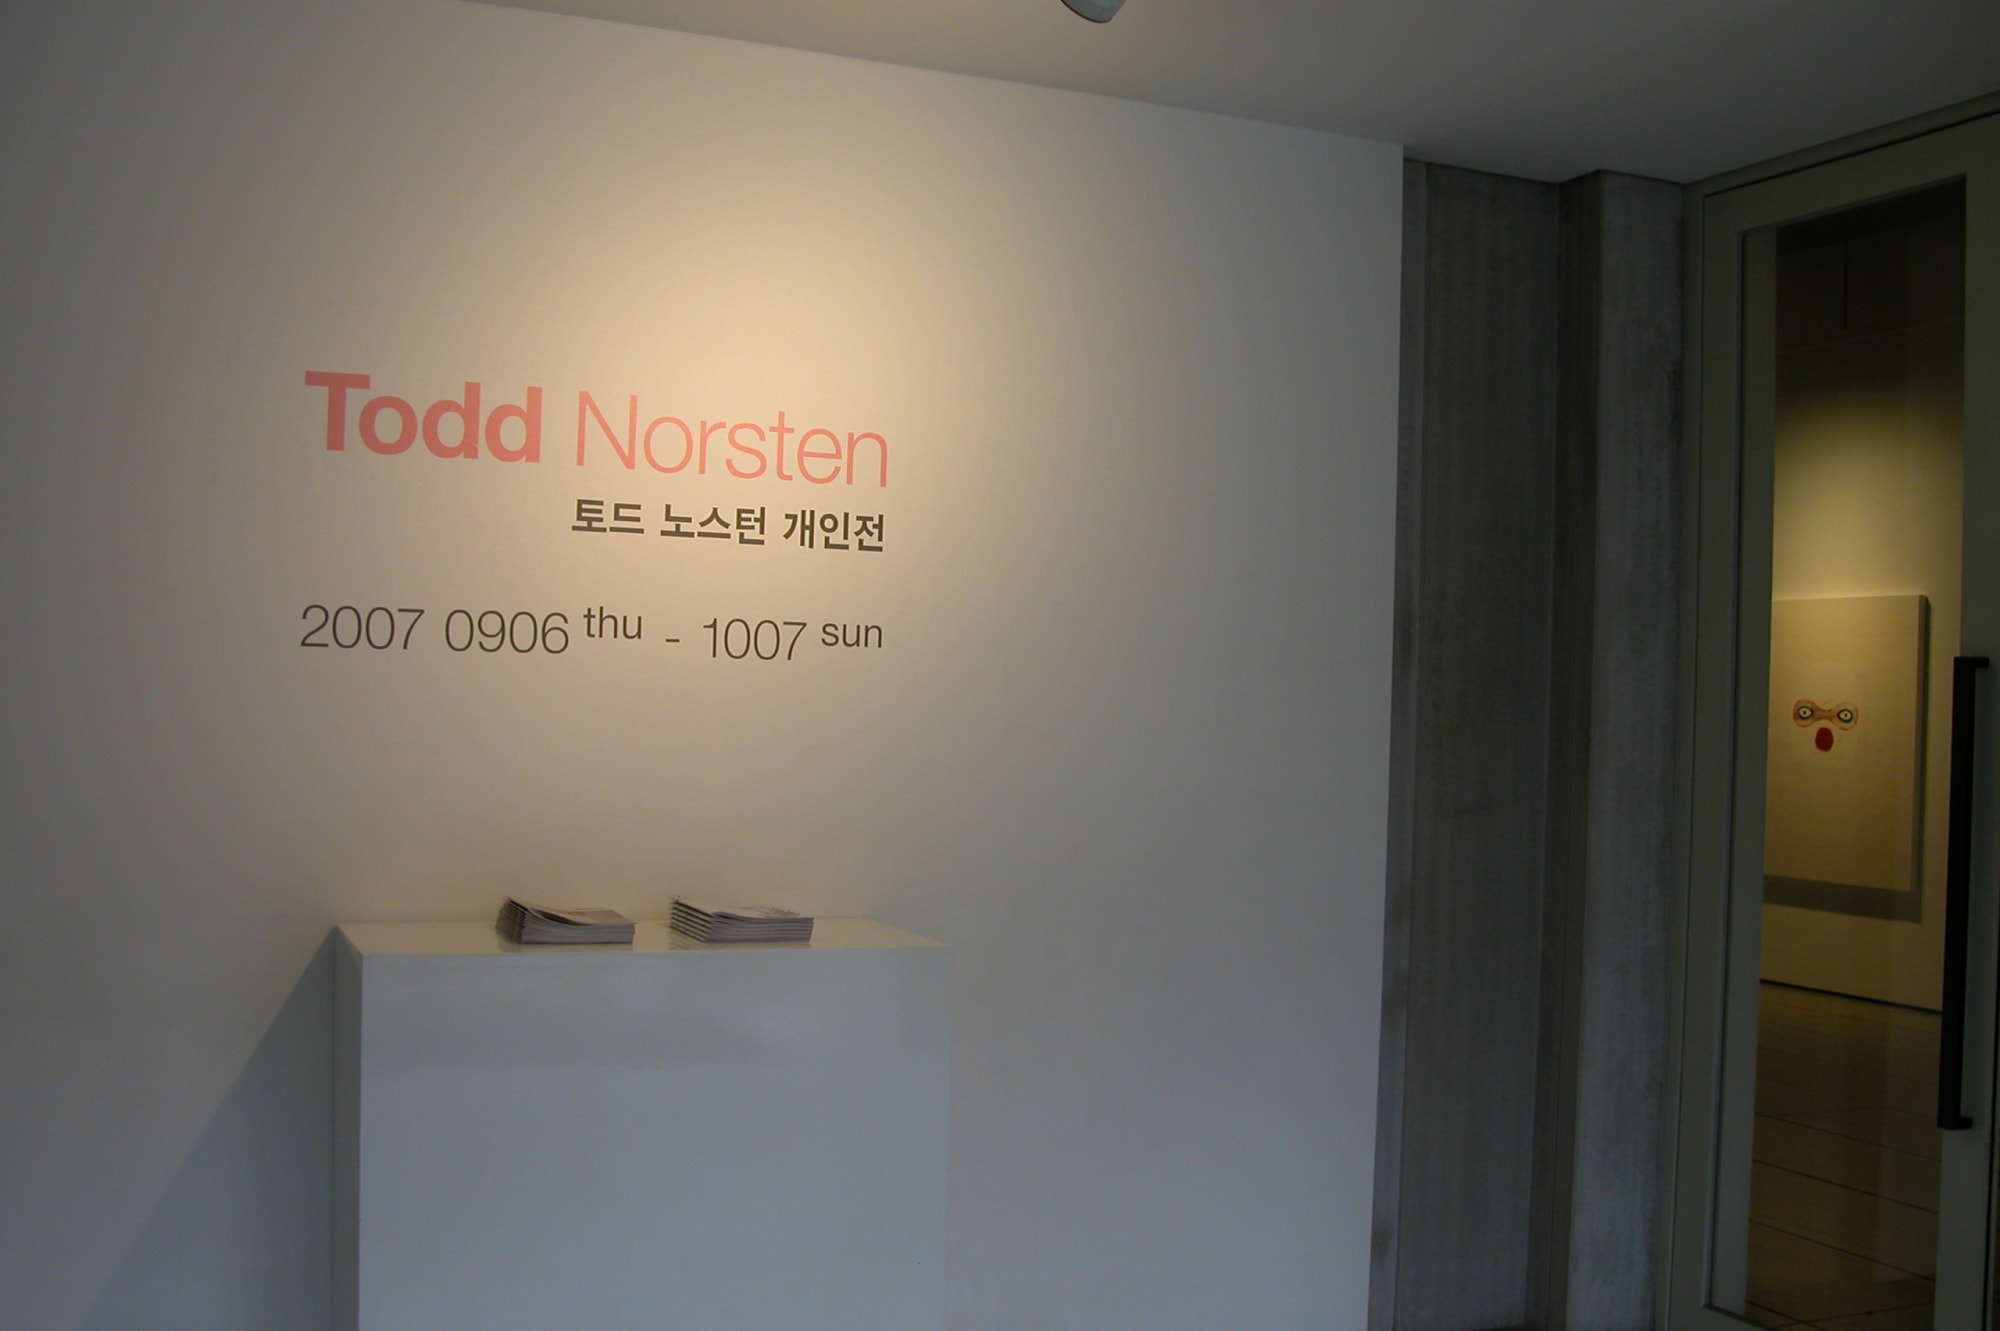 Todd Norsten
토드 노스턴 개인전
2007 0906 thu - 1007 sun